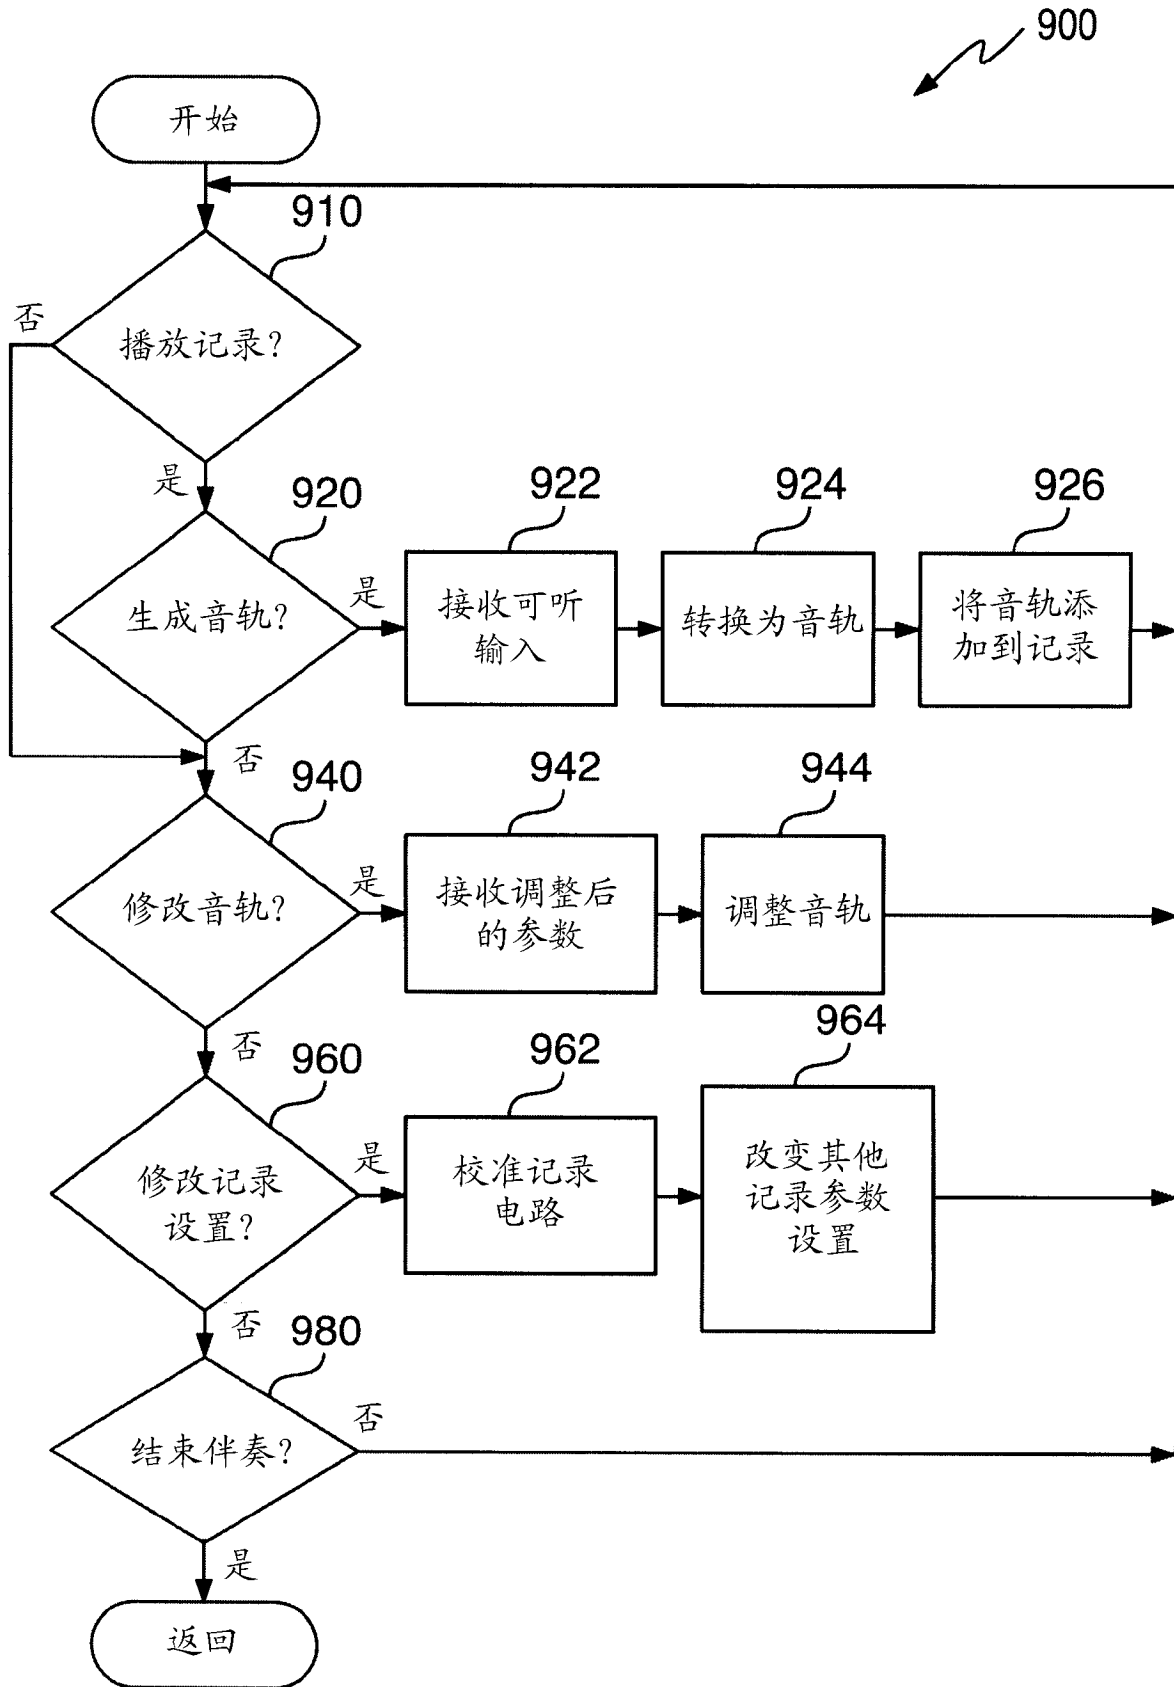 900
开始
910
否
播放记录?
是
920
922
924
926
生成音轨?
是
接收可听
输入
转换为音轨
将音轨添
加到记录
否
940
942
944
修改音轨?
是
接收调整后
的参数
调整音轨
否
960
962
964
修改记录
设置?
是
校准记录
电路
改变其他
记录参数
设置
否
980
结束伴奏?
否
是
返回